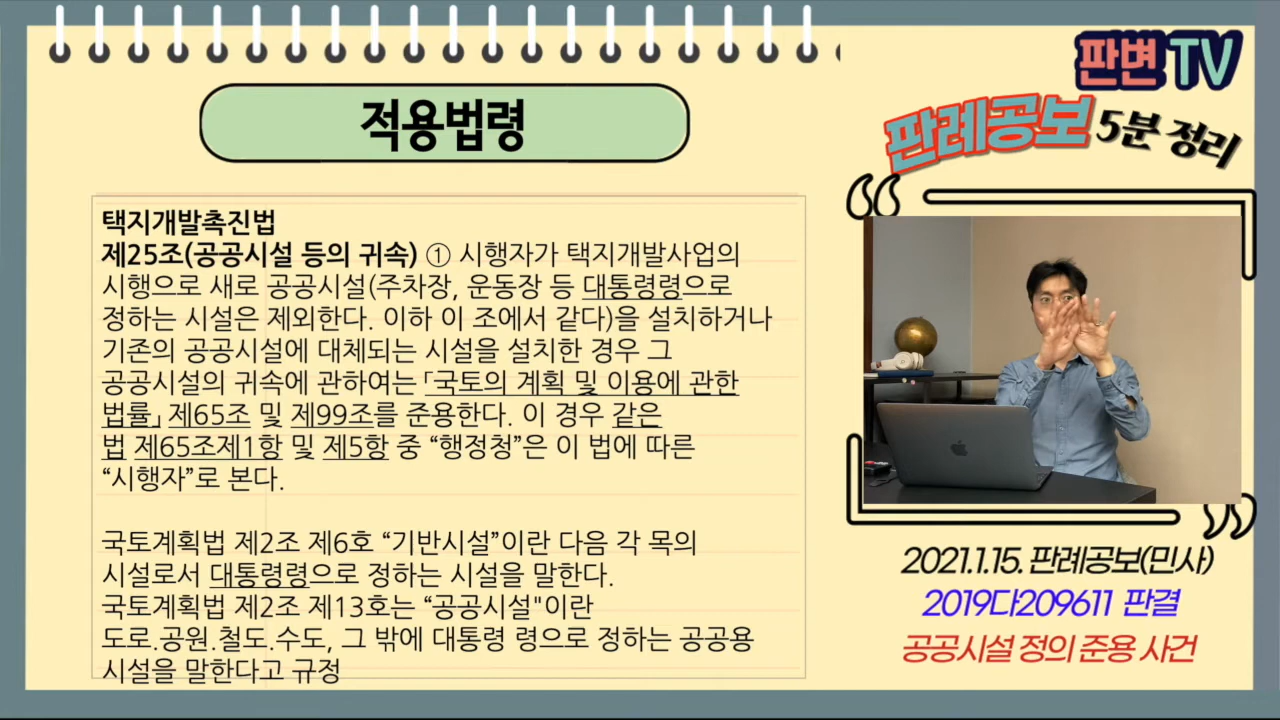 적용법령
택지개발촉진법
제25조(공공시설 등의 귀속) ① 시행자가 택지개발사업의
시행으로 새로 공공시설(주차장, 운동장 등 대통령령으로
정하는 시설은 제외한다. 이하 이 조에서 같다)을 설치하거나
기존의 공공시설에 대체되는 시설을 설치한 경우 그
공공시설의 귀속에 관하여는 「국토의 계획 및 이용에 관한
법률」 제65조 및 제99조를 준용한다. 이 경우 같은
법 제65조제1항 및 제5항 중 “행정청”은 이 법에 따른
“시행자”로 본다.
국토계획법 제2조 제6호 “기반시설”이란 다음 각 목의
시설로서 대통령령으로 정하는 시설을 말한다.
국토계획법 제2조 제13호는 “공공시설"이란
도로.공원.철도.수도, 그 밖에 대통령 령으로 정하는 공공용
시설을 말한다고 규정
판변 TV
판례공보 5분 정리
2021.1.15. 판례공보(민사)
2019다209611 판결
공공시설 정의 준용 사건